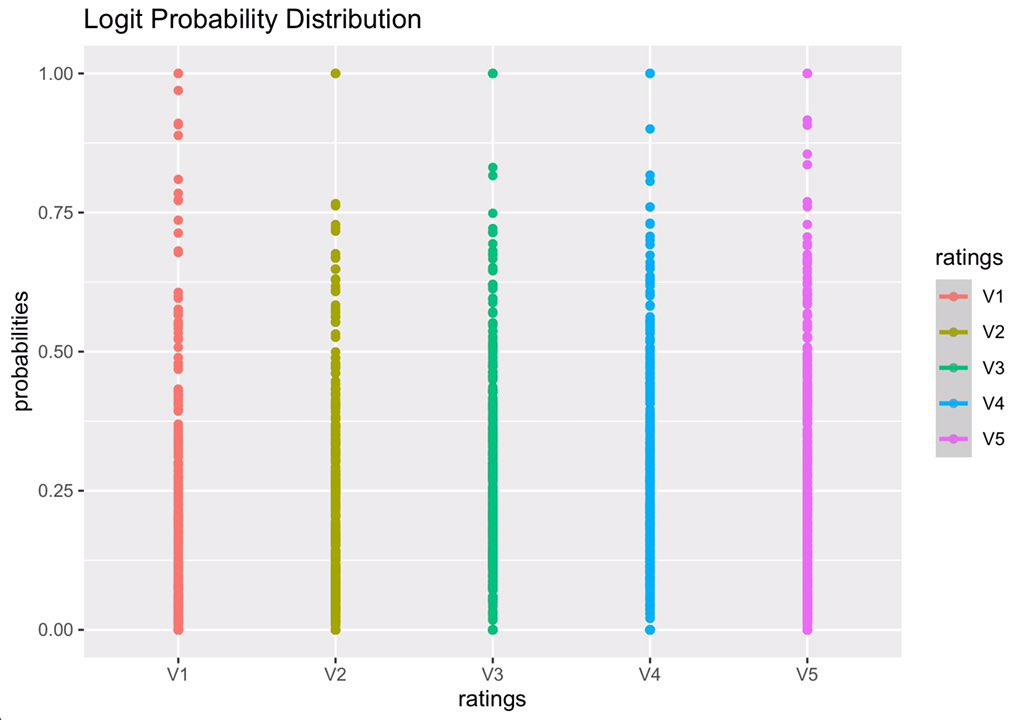 Logit Probability Distribution
1.00
0.75
0.50
0.25
0.00
probabilities
V1 V2 V3 V4 V5
ratings
ratings
V1
V2
V3
V4
V5